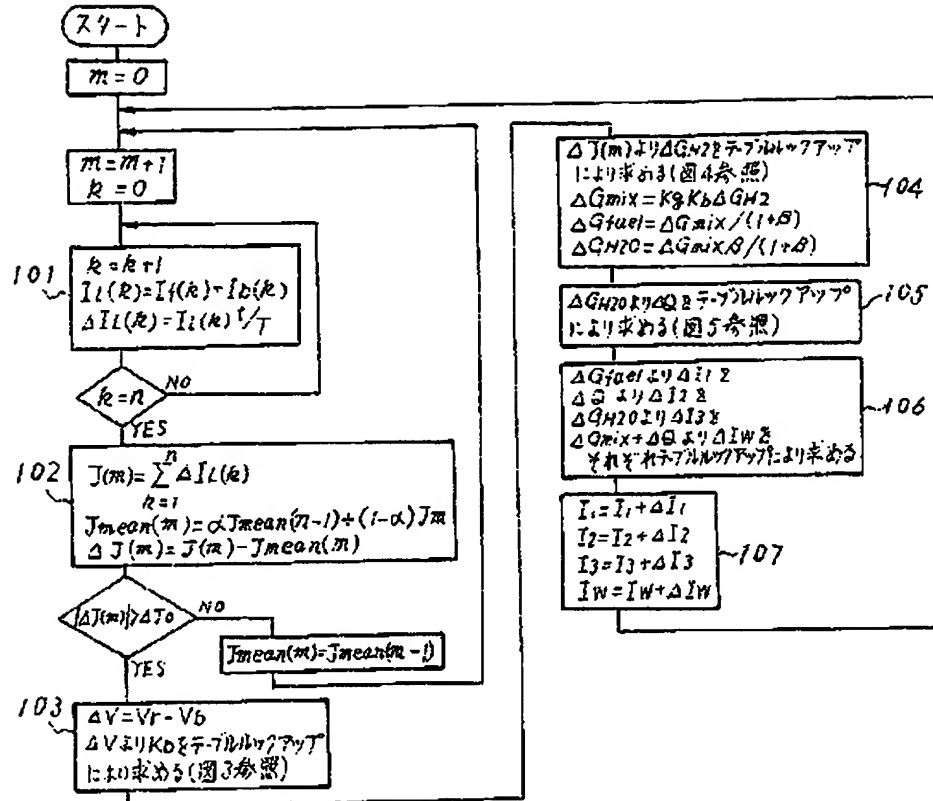 スタート
m=0
m=m+1
k=0
101
k=k+1
IL(k)=If(k)-Ib(k)
ΔIL(k)=IL(k)t/T
k=n
NO
YES
102
J(m)=∑ΔIL(k)
n
k=1
Jmean(m)=αJmean(n-1)+(1-α)Jm
ΔJ(m)=J(m)-Jmean(m)
|ΔJ(m)|>ΔJo
NO
YES
Jmean(m)=Jmean(m-1)
103
ΔV=Vr-Vb
ΔVよりKbをテーブルルックアップ
により求める(図3参照)
ΔJ(m)よりΔGH2をテーブルルックアップ
により求める(図4参照)
ΔGmix=KgKbΔGH2
ΔGfuel=ΔGmix/(1+β)
ΔGH2O=ΔGmixβ/(1+β)
104
ΔGH2OよりΔQをテーブルルックアップ
により求める(図5参照)
105
ΔGfuelよりΔI1を
ΔQよりΔI2を
ΔGH2OよりΔI3を
ΔGmix+ΔQよりΔIWを
それぞれテーブルルックアップにより求める
106
I1=I1+ΔI1
I2=I2+ΔI2
I3=I3+ΔI3
IW=IW+ΔIW
107